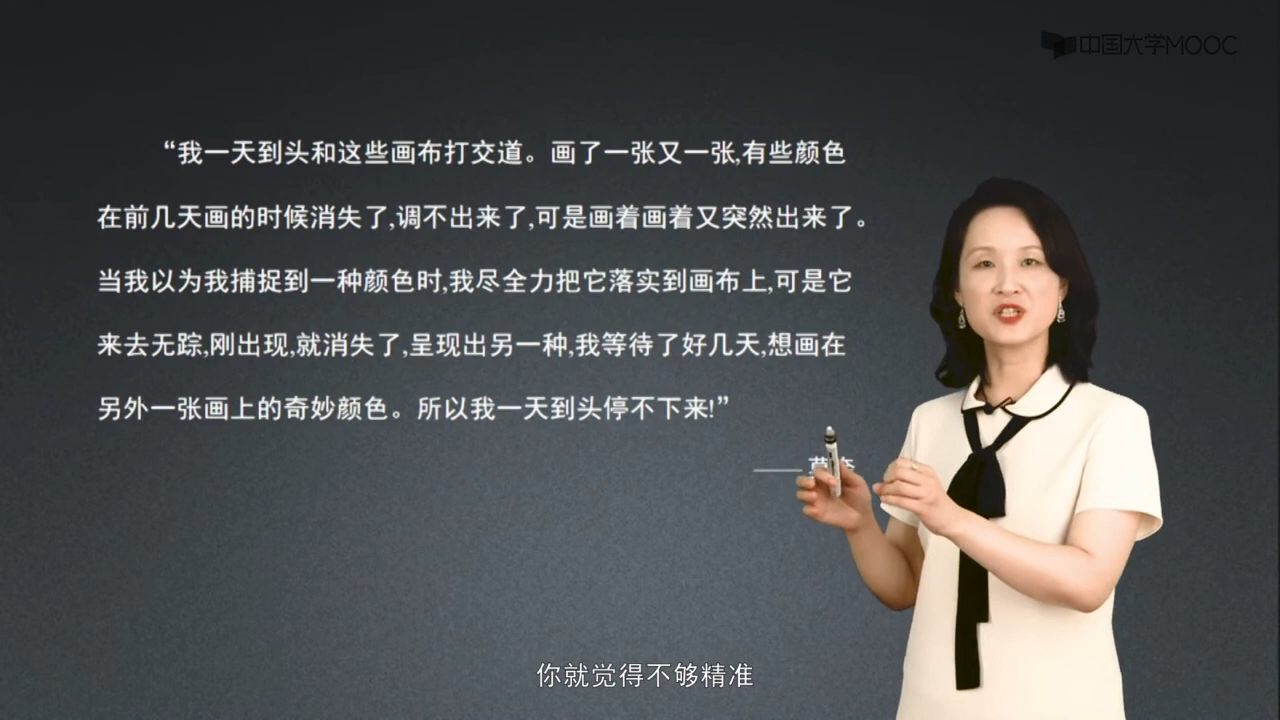 中国大学MOOC
“我一天到头和这些画布打交道。画了一张又一张,有些颜色
在前几天画的时候消失了,调不出来了,可是画着画着又突然出来了。
当我以为我捕捉到一种颜色时,我尽全力把它落实到画布上,可是它
来去无踪,刚出现,就消失了,呈现出另一种,我等待了好几天,想画在
另外一张画上的奇妙颜色。所以我一天到头停不下来!”
——
你就觉得不够精准